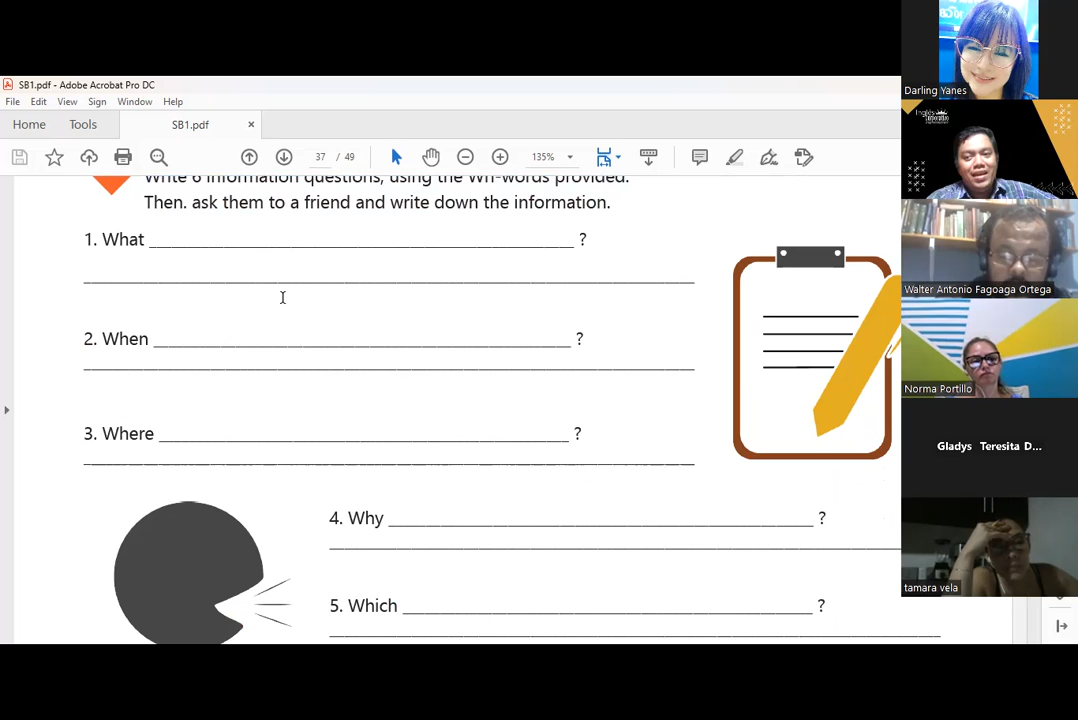 SB1.pdf - Adobe Acrobat Pro DC
File Edit View Sign Window Help
Home Tools SB1.pdf
37 / 49 135%
Write 6 information questions, using the Wh-words provided.
Then. ask them to a friend and write down the information.
1. What ?
2. When ?
3. Where ?
4. Why ?
5. Which ?
Darling Yanes
Inglés
Walter Antonio Fagoaga Ortega
Norma Portillo
Gladys Teresita D...
tamara vela